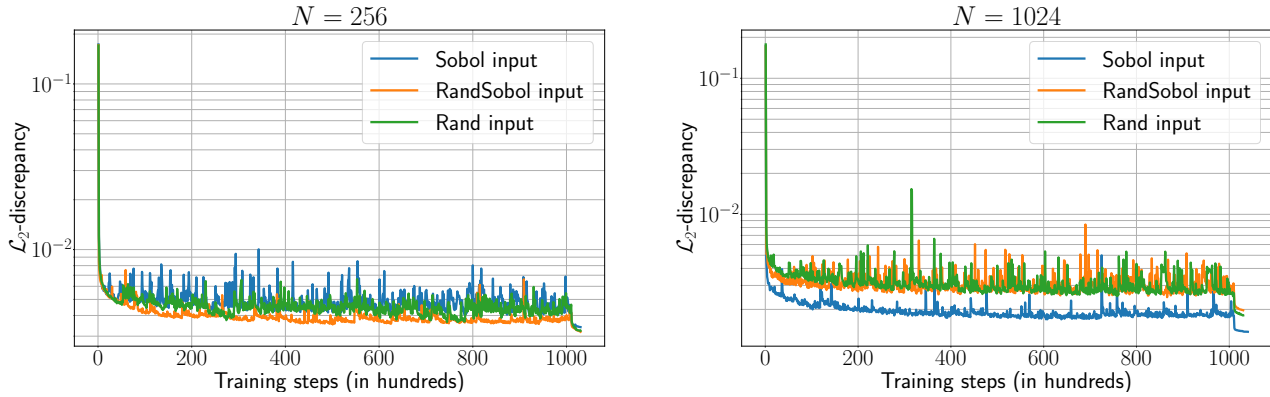 N = 256
10⁻¹
10⁻²
ℒ₂-discrepancy
Sobol input
RandSobol input
Rand input
0 200 400 600 800 1000
Training steps (in hundreds)
N = 1024
10⁻¹
10⁻²
ℒ₂-discrepancy
Sobol input
RandSobol input
Rand input
0 200 400 600 800 1000
Training steps (in hundreds)